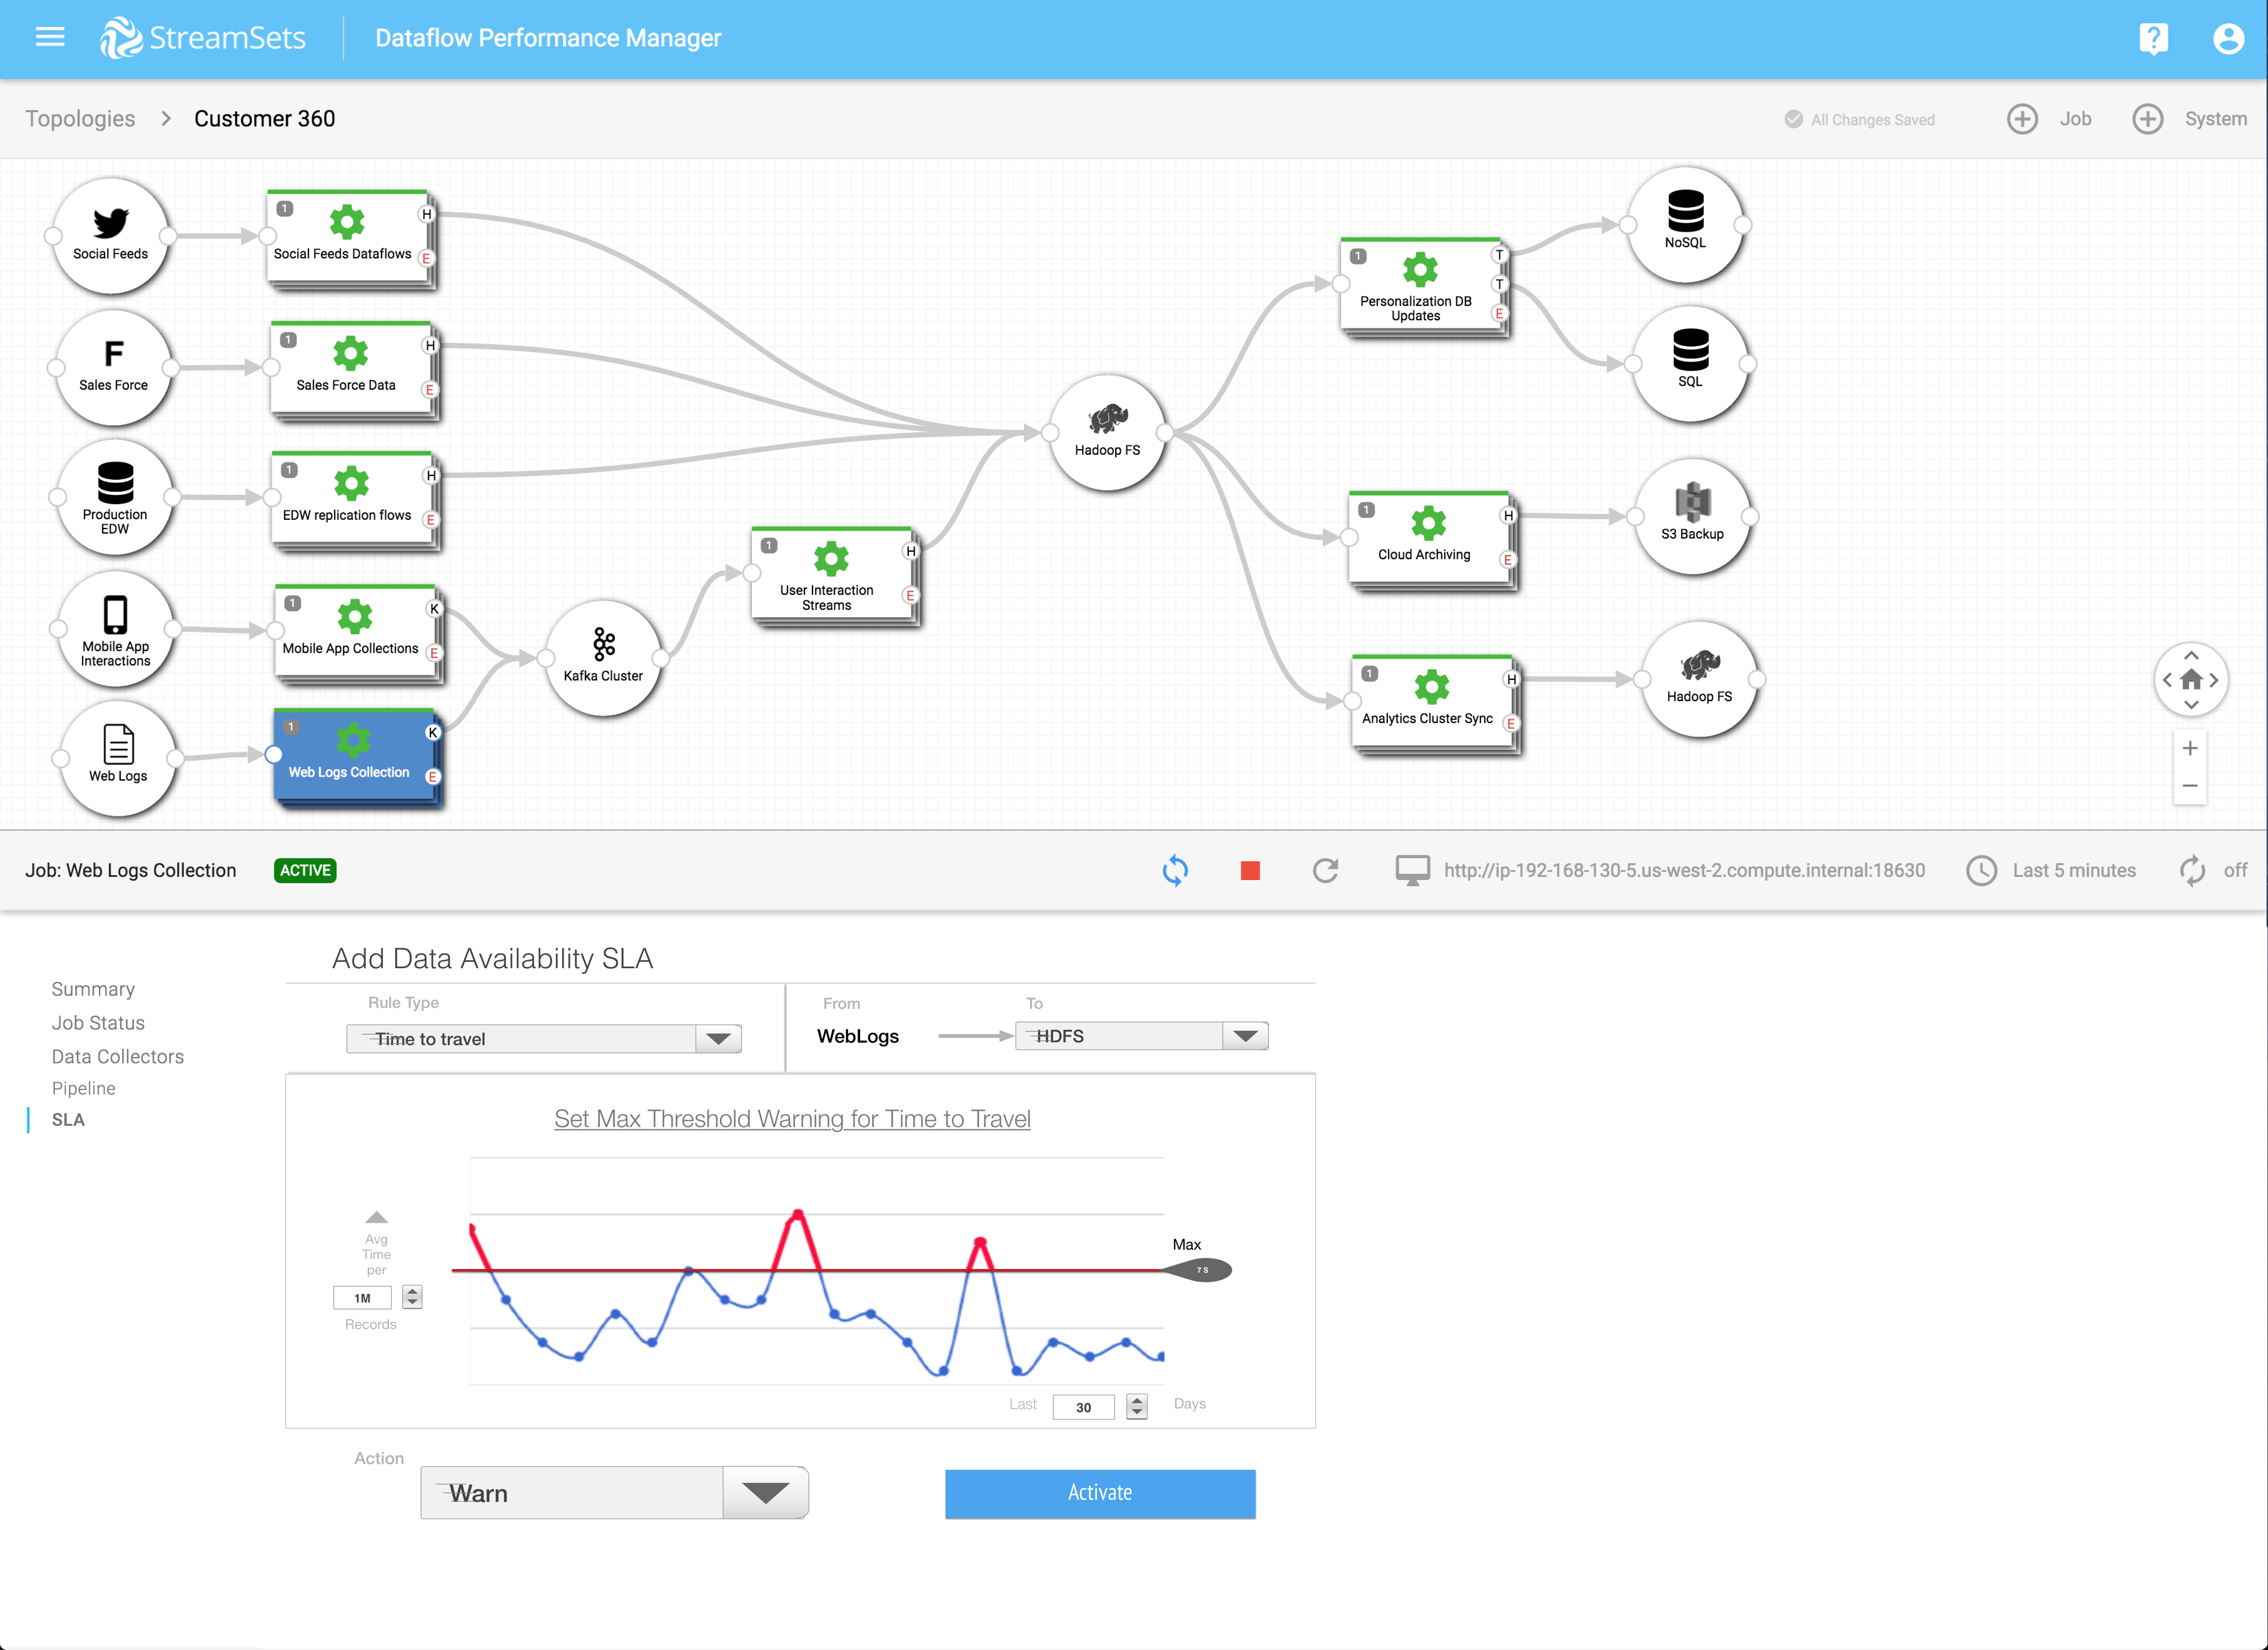 StreamSets
Dataflow Performance Manager
?
Topologies > Customer 360
All Changes Saved
Job
System
Social Feeds
1
H
Social Feeds Dataflows
E
F
Sales Force
1
H
Sales Force Data
E
Production
EDW
1
H
EDW replication flows
E
Mobile App
Interactions
1
K
Mobile App Collections
E
Web Logs
1
K
Web Logs Collection
E
Kafka Cluster
1
H
User Interaction
Streams
E
Hadoop FS
1
T
T
Personalization DB
Updates
E
NoSQL
SQL
1
H
Cloud Archiving
E
S3 Backup
1
H
Analytics Cluster Sync
E
Hadoop FS
Job: Web Logs Collection
ACTIVE
http://ip-192-168-130-5.us-west-2.compute.internal:18630
Last 5 minutes
off
Summary
Job Status
Data Collectors
Pipeline
SLA
Add Data Availability SLA
Rule Type
Time to travel
From
To
WebLogs
HDFS
Set Max Threshold Warning for Time to Travel
Avg
Time
per
1M
Records
Max
7 S
Last
30
Days
Action
Warn
Activate